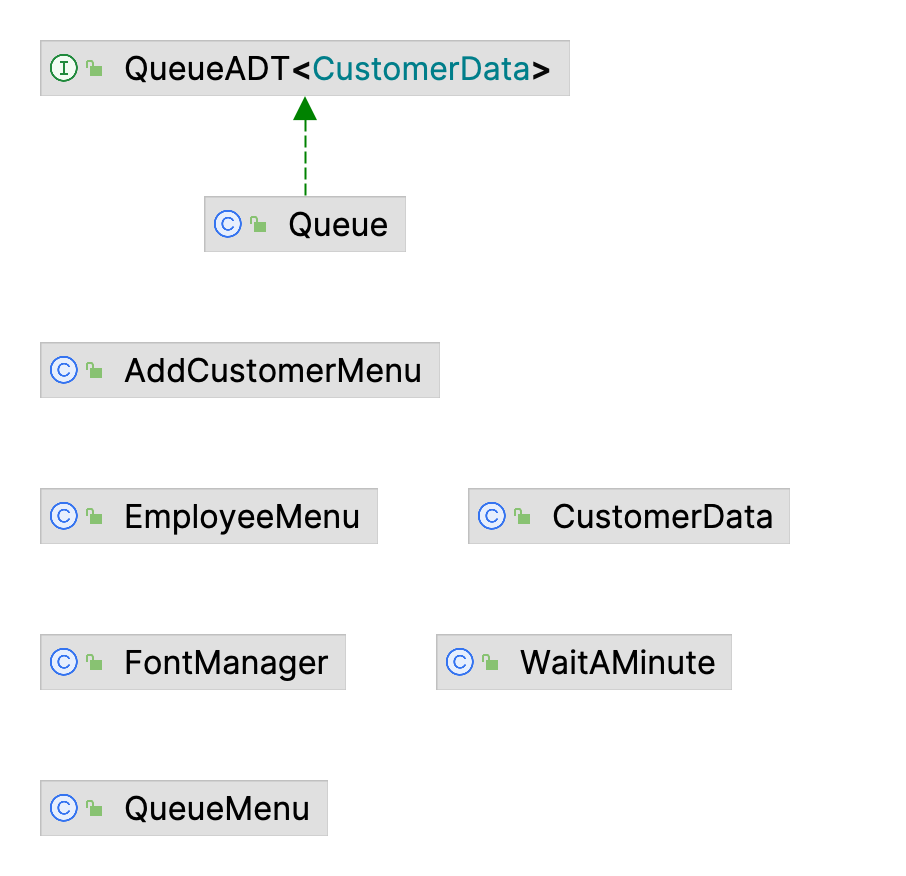 QueueADT<CustomerData>
Queue
AddCustomerMenu
EmployeeMenu
CustomerData
FontManager
WaitAMinute
QueueMenu